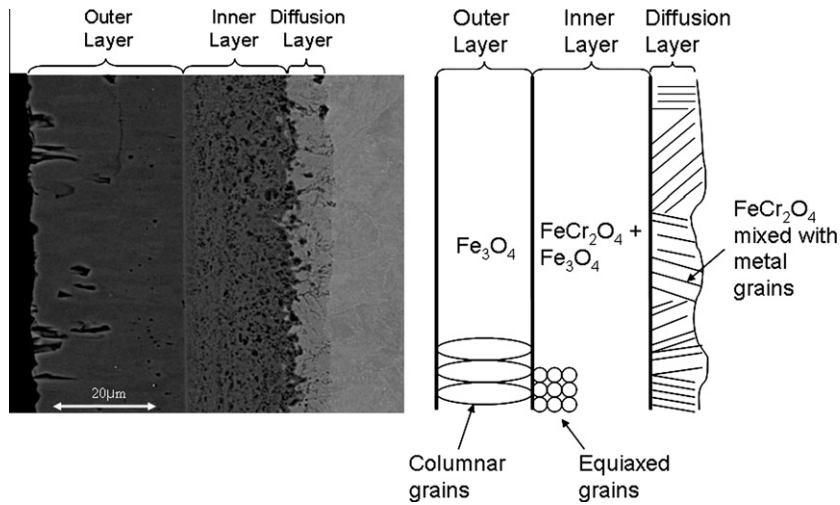 Outer Layer
Inner Layer
Diffusion Layer
20µm
Outer Layer
Inner Layer
Diffusion Layer
Fe₃O₄
FeCr₂O₄ +
Fe₃O₄
FeCr₂O₄
mixed with
metal
grains
Columnar
grains
Equiaxed
grains